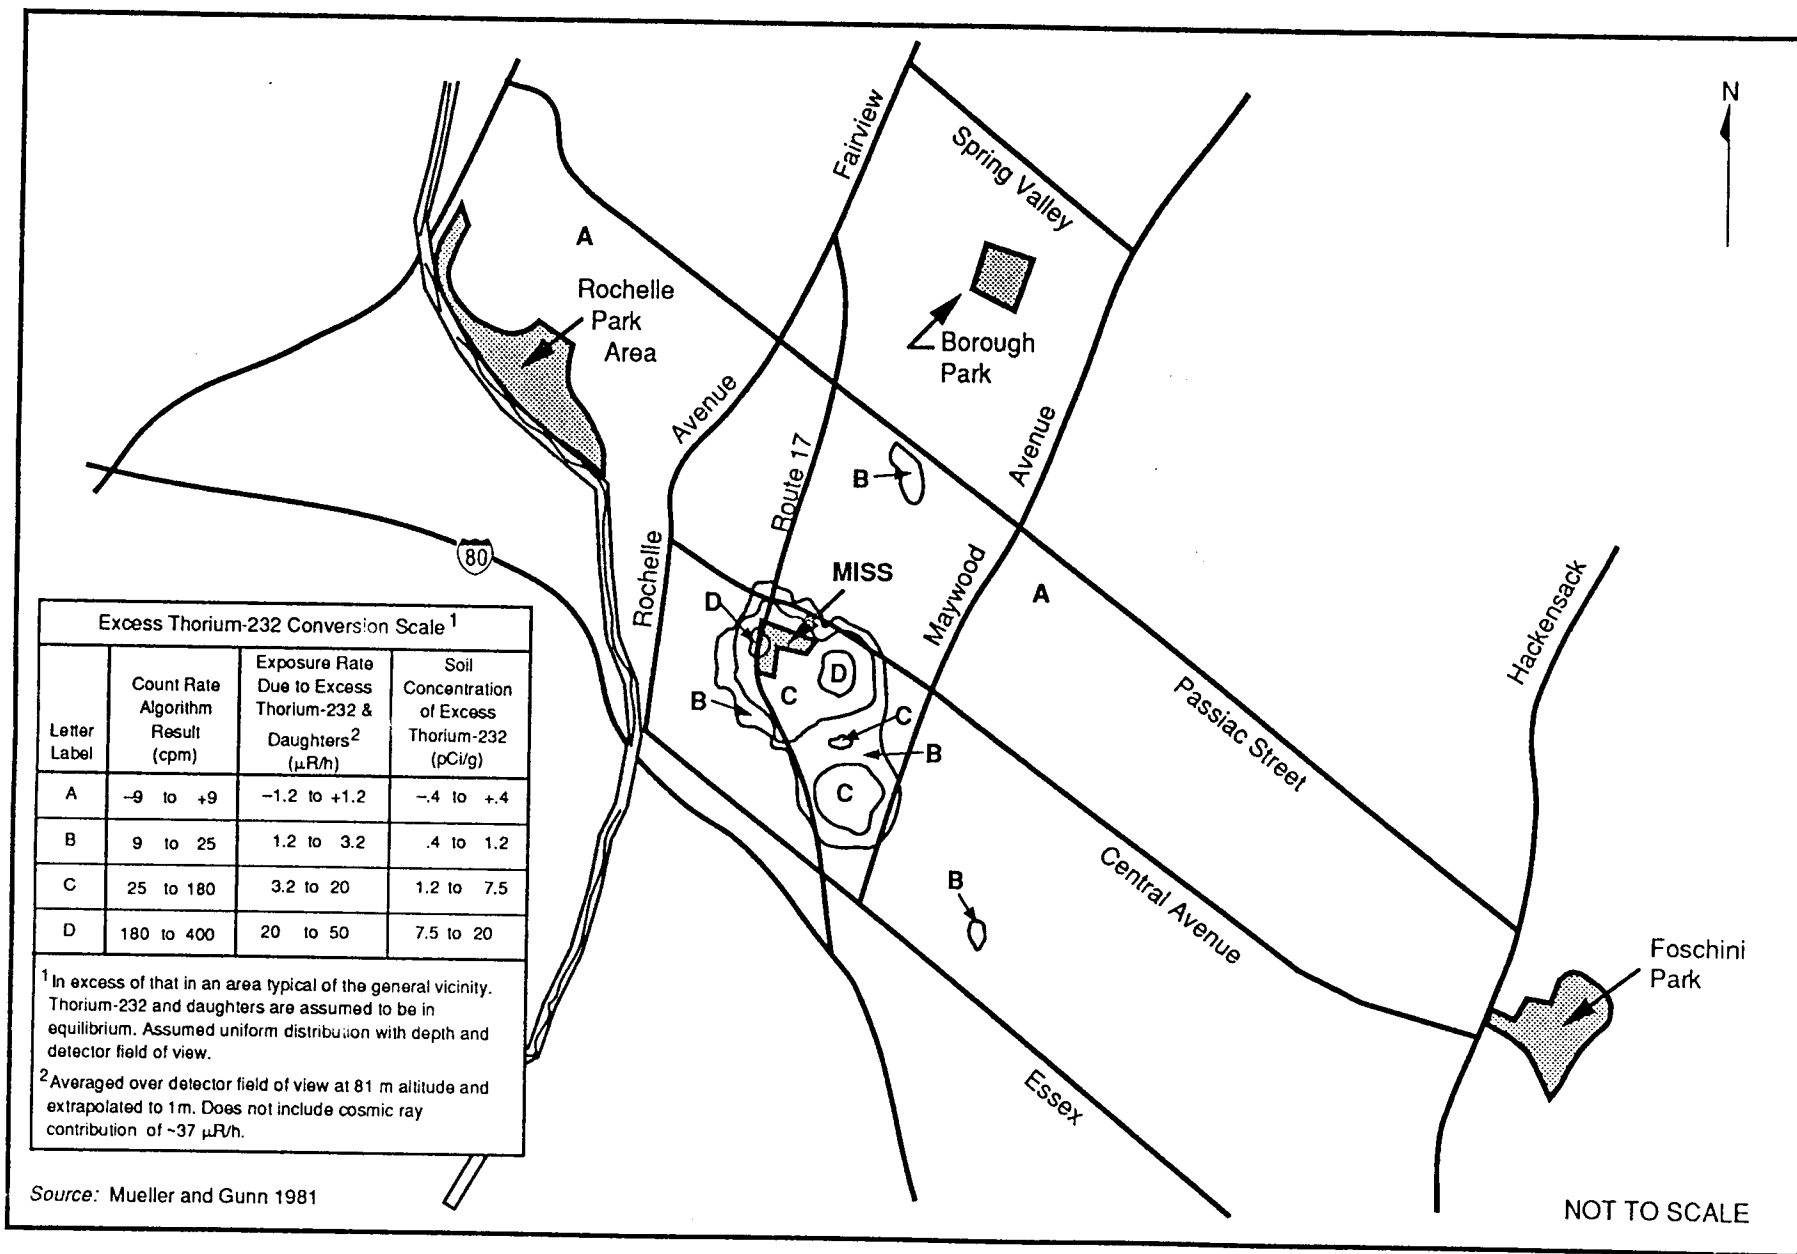 N
Fairview
Spring Valley
A
Rochelle
Park
Area
Borough
Park
Avenue
Avenue
Route 17
B
80
Rochelle
MISS
D
Maywood
A
Hackensack
D
C
B
C
B
C
Passiac Street
B
Central Avenue
Foschini
Park
Essex
Excess Thorium-232 Conversion Scale 1
Letter
Label
Count Rate
Algorithm
Result
(cpm)
Exposure Rate
Due to Excess
Thorium-232 &
Daughters 2
(μR/h)
Soil
Concentration
of Excess
Thorium-232
(pCi/g)
A –9 to +9 –1.2 to +1.2 –.4 to +.4
B 9 to 25 1.2 to 3.2 .4 to 1.2
C 25 to 180 3.2 to 20 1.2 to 7.5
D 180 to 400 20 to 50 7.5 to 20
1 In excess of that in an area typical of the general vicinity.
Thorium-232 and daughters are assumed to be in
equilibrium. Assumed uniform distribution with depth and
detector field of view.
2 Averaged over detector field of view at 81 m altitude and
extrapolated to 1m. Does not include cosmic ray
contribution of ~37 μR/h.
Source: Mueller and Gunn 1981
NOT TO SCALE